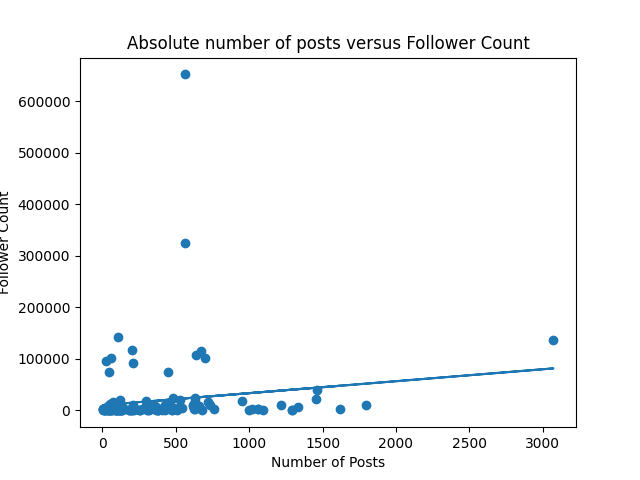 Absolute number of posts versus Follower Count
600000
500000
400000
300000
200000
100000
0
Follower Count
0 500 1000 1500 2000 2500 3000
Number of Posts